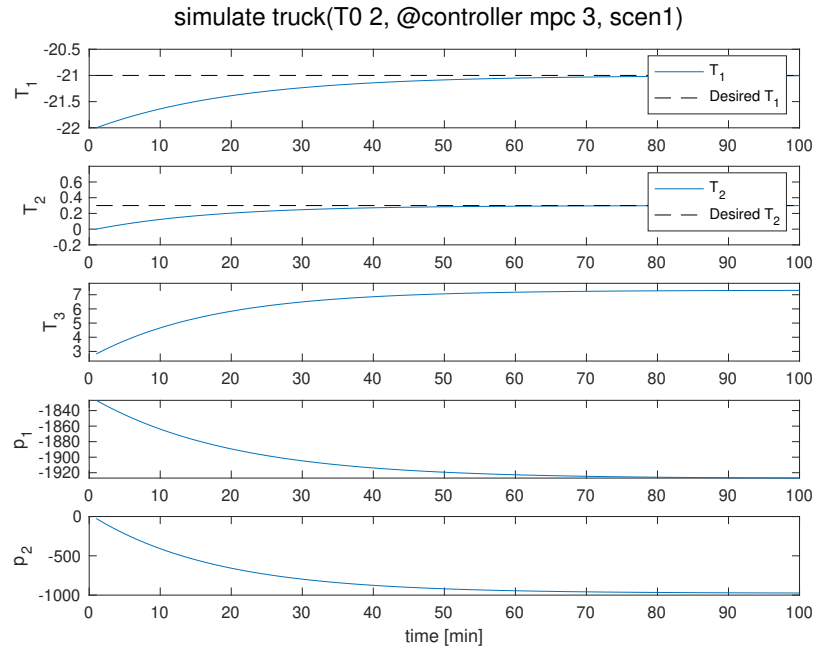 simulate truck(T0 2, @controller mpc 3, scen1)
-20.5
-21
-21.5
-22
T1
T1
Desired T1
0 10 20 30 40 50 60 70 80 90 100
0.6
0.4
0.2
0
-0.2
T2
T2
Desired T2
0 10 20 30 40 50 60 70 80 90 100
7
6
5
4
3
T3
0 10 20 30 40 50 60 70 80 90 100
-1840
-1860
-1880
-1900
-1920
p1
0 10 20 30 40 50 60 70 80 90 100
0
-500
-1000
p2
0 10 20 30 40 50 60 70 80 90 100
time [min]